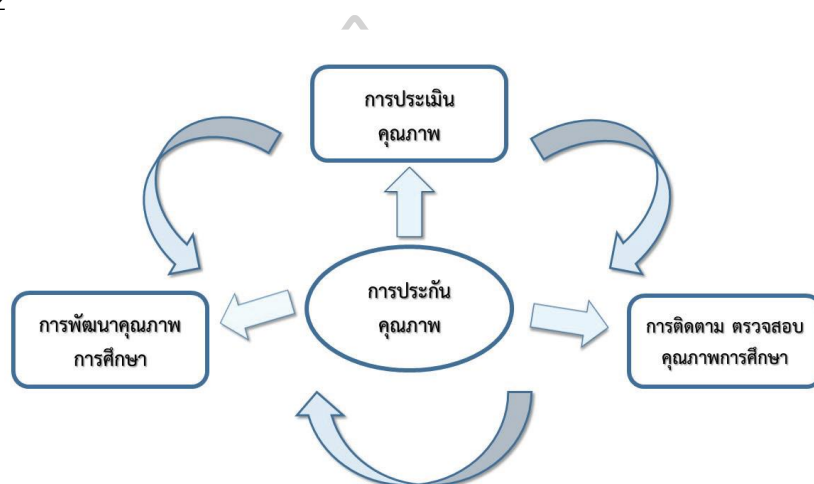 การประเมิน
คุณภาพ
การประกัน
คุณภาพ
การพัฒนาคุณภาพ
การศึกษา
การติดตาม ตรวจสอบ
คุณภาพการศึกษา